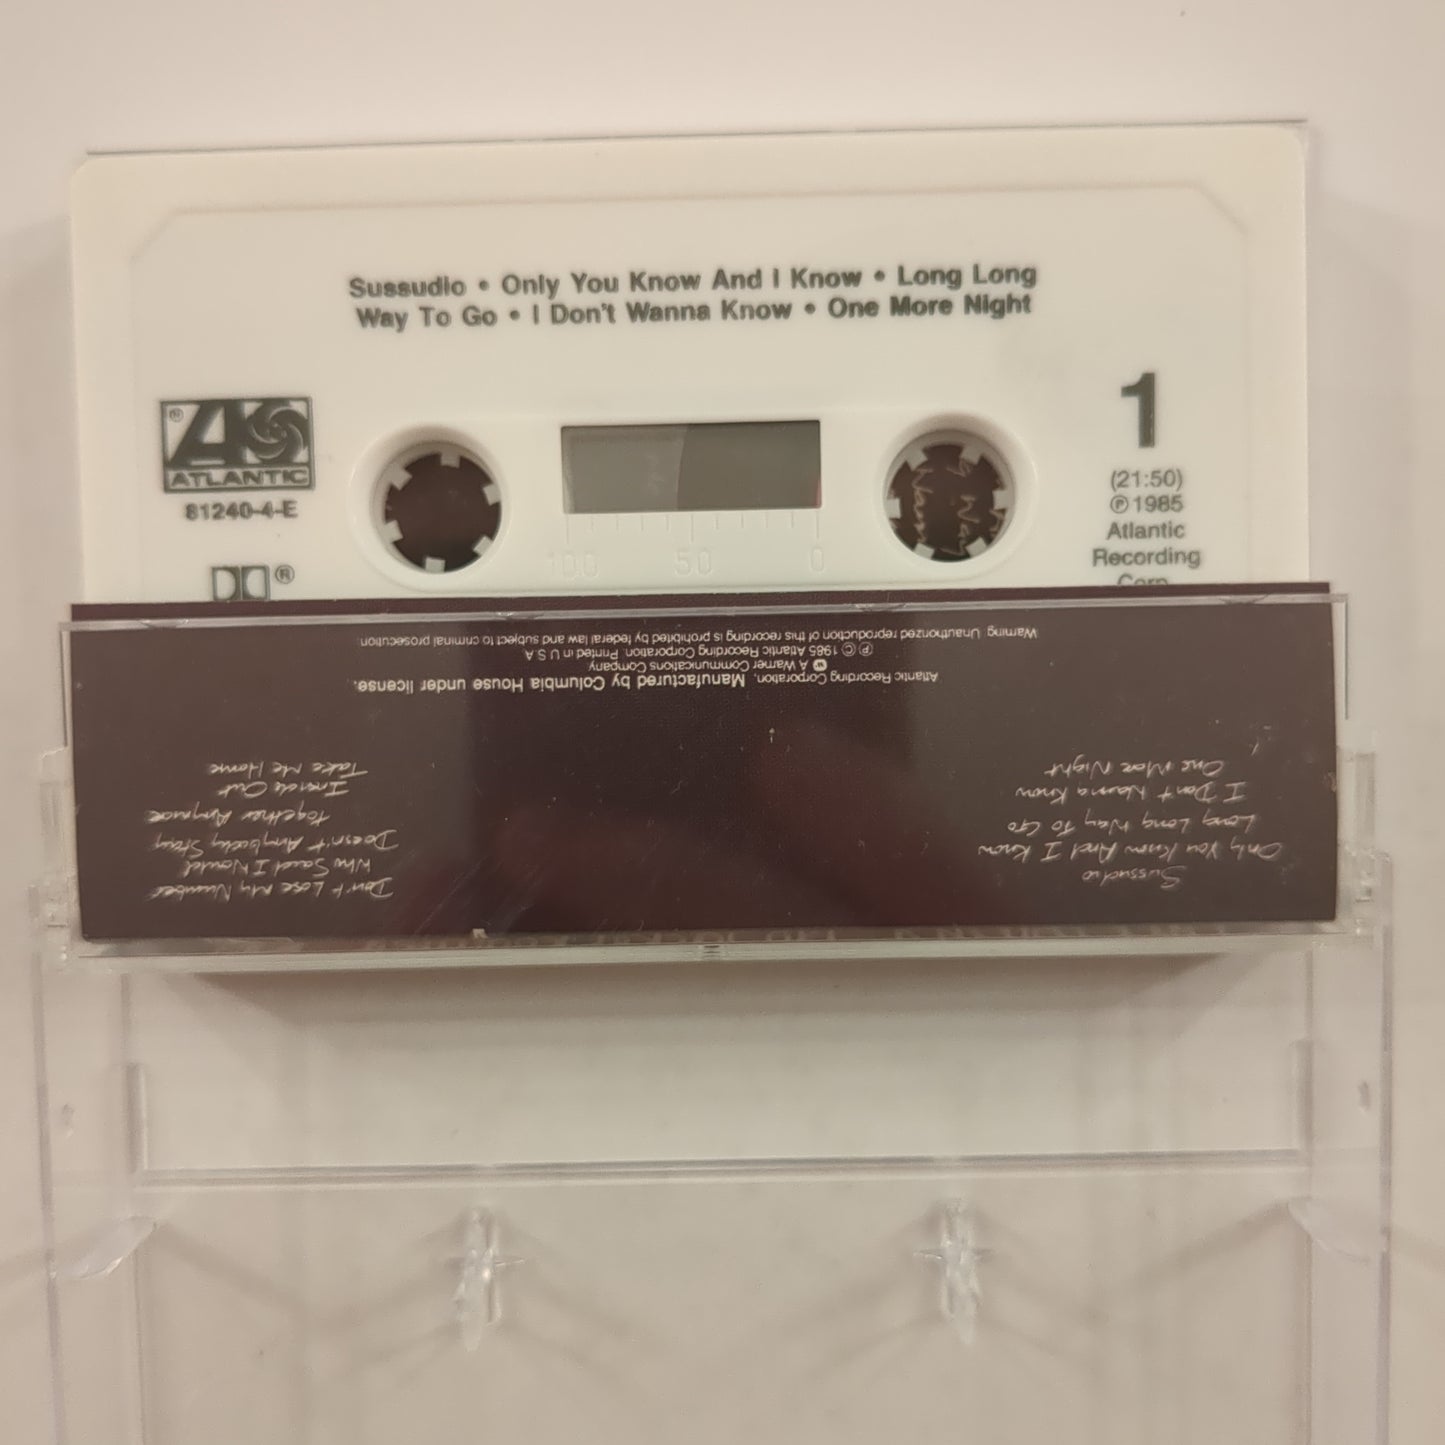 Sussudio • Only You Know And I Know • Long Long
Way To Go • I Don't Wanna Know • One More Night
®
ATLANTIC
81240-4-E
®
100 50 0
1
(21:50)
℗1985
Atlantic
Recording
Corp.
Sussudio
Only You Know And I Know
Long Long Way To Go
I Don't Wanna Know
One More Night
Don't Lose My Number
Who Said I Would
Doesn't Anybody Stay
Together Anymore
Inside Out
Take Me Home
Atlantic Recording Corporation. Manufactured by Columbia House under license.
A Warner Communications Company
℗ © 1985 Atlantic Recording Corporation. Printed in U.S.A.
Warning: Unauthorized reproduction of this recording is prohibited by federal law and subject to criminal prosecution.